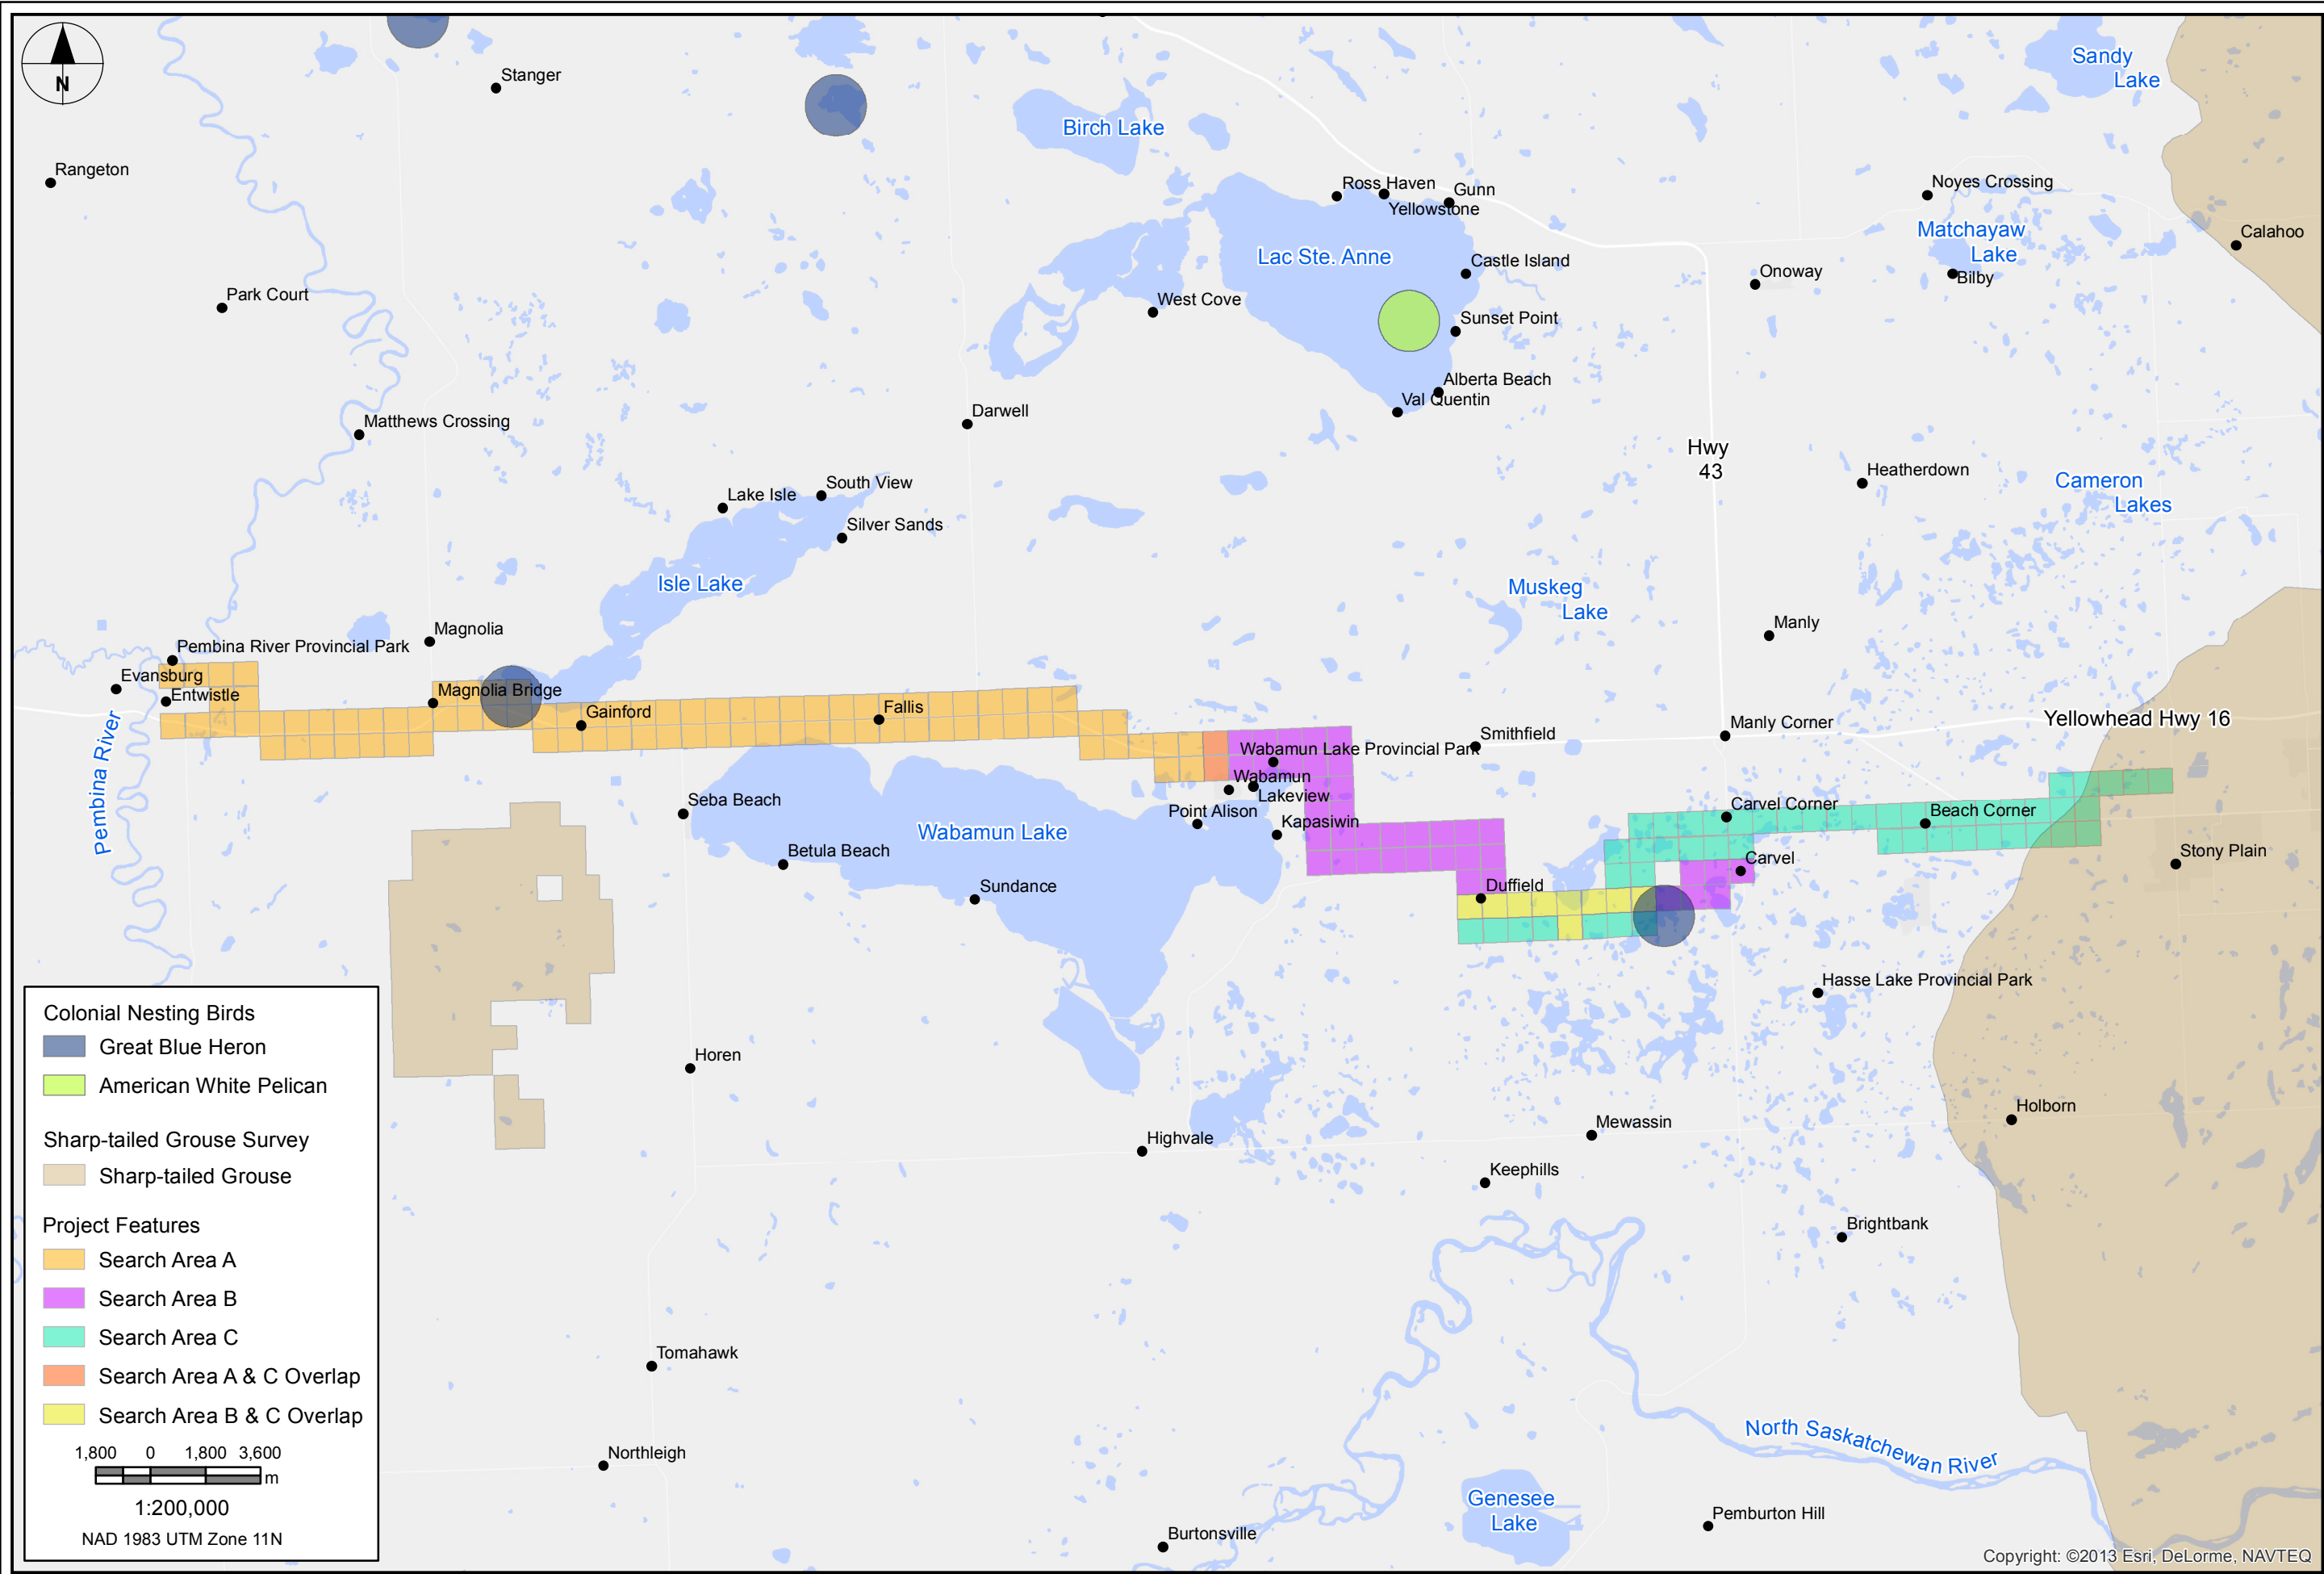 N
Stanger
Sandy
Lake
Birch Lake
Rangeton
Ross Haven
Gunn
Yellowstone
Noyes Crossing
Matchayaw
Lake
Calahoo
Lac Ste. Anne
Castle Island
Onoway
Bilby
Park Court
West Cove
Sunset Point
Alberta Beach
Val Quentin
Matthews Crossing
Darwell
Hwy
43
Heatherdown
Cameron
Lakes
Lake Isle
South View
Silver Sands
Isle Lake
Muskeg
Lake
Magnolia
Manly
Pembina River Provincial Park
Evansburg
Entwistle
Magnolia Bridge
Gainford
Fallis
Pembina River
Smithfield
Manly Corner
Yellowhead Hwy 16
Wabamun Lake Provincial Park
Wabamun
Lakeview
Point Alison
Kapasiwin
Seba Beach
Wabamun Lake
Betula Beach
Sundance
Carvel Corner
Beach Corner
Carvel
Stony Plain
Duffield
Hasse Lake Provincial Park
Horen
Holborn
Highvale
Mewassin
Keephills
Brightbank
Tomahawk
Northleigh
North Saskatchewan River
Genesee
Lake
Pemburton Hill
Burtonsville
Colonial Nesting Birds
Great Blue Heron
American White Pelican
Sharp-tailed Grouse Survey
Sharp-tailed Grouse
Project Features
Search Area A
Search Area B
Search Area C
Search Area A & C Overlap
Search Area B & C Overlap
1,800 0 1,800 3,600
m
1:200,000
NAD 1983 UTM Zone 11N
Copyright: ©2013 Esri, DeLorme, NAVTEQ